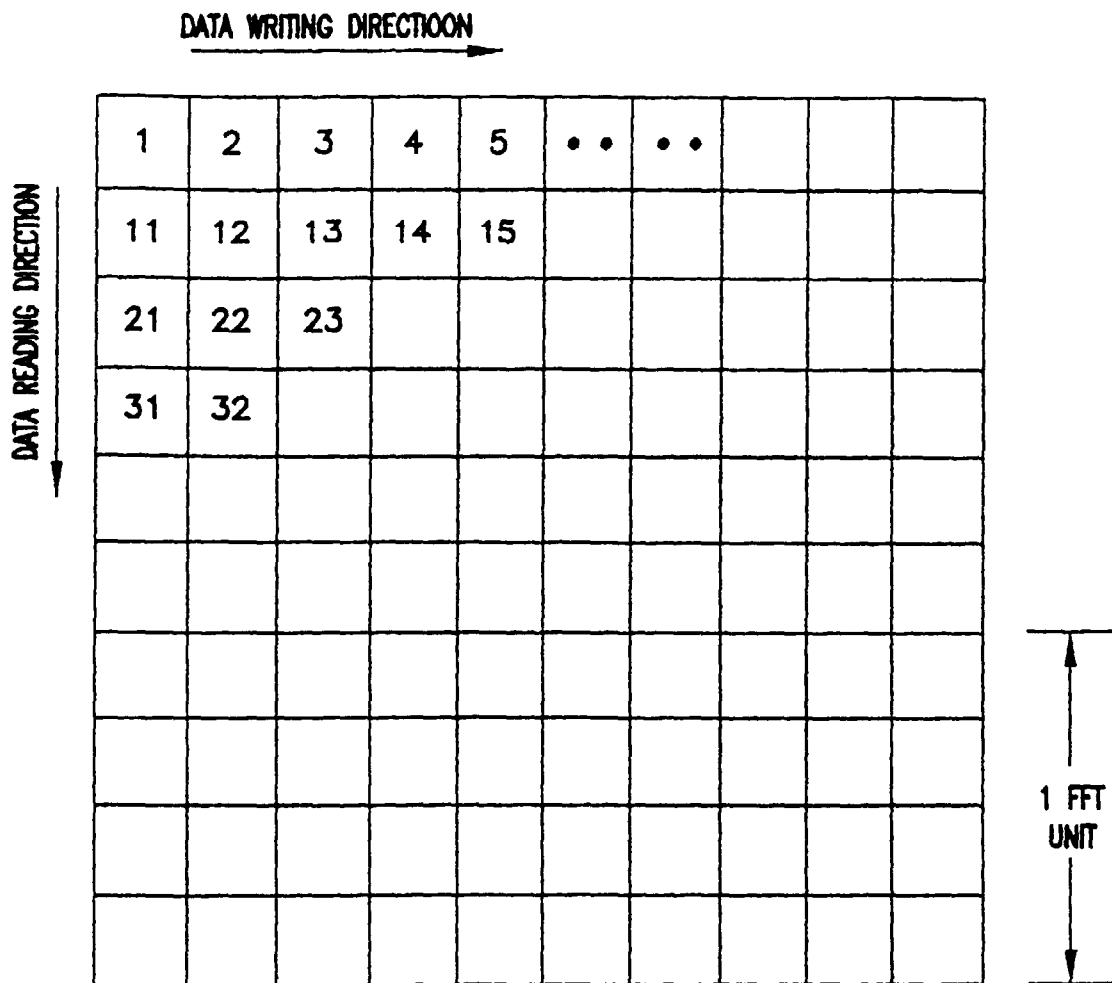 DATA WRITING DIRECTIOON
DATA READING DIRECTION
1 2 3 4 5 • • • •
11 12 13 14 15
21 22 23
31 32
1 FFT
UNIT